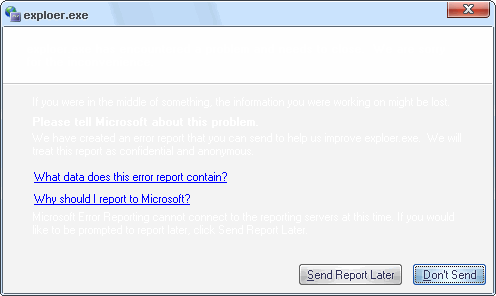 exploer.exe
If you were in the middle of something, the information you were working on might be lost.
Please tell Microsoft about this problem.
We have created an error report that you can send to help us improve exploer.exe. We will
treat this report as confidential and anonymous.
What data does this error report contain?
Why should I report to Microsoft?
Microsoft Error Reporting cannot connect to the reporting servers at this time. If you would
like to be prompted to report later, click Send Report Later.
Send Report Later
Don't Send